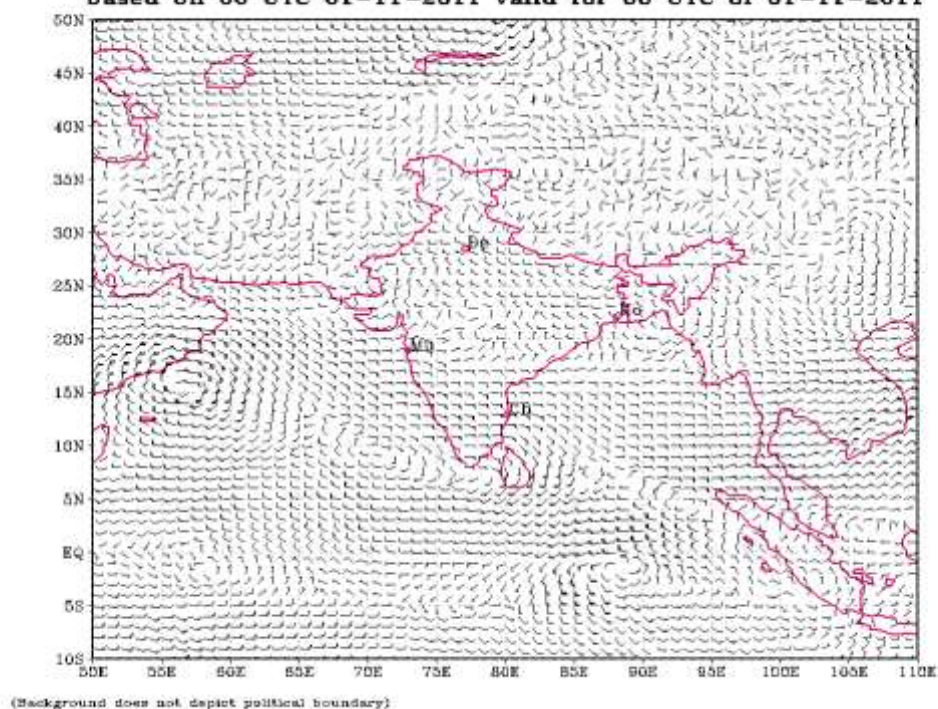 Based on 00 UTC 01-11-2011 valid for 00 UTC of 01-11-2011
50N
45N
40N
35N
30N
De
25N
Ko
20N
Mu
15N
Ch
10N
5N
EQ
5S
10S
50E 55E 60E 65E 70E 75E 80E 85E 90E 95E 100E 105E 110E
(Background does not depict political boundary)